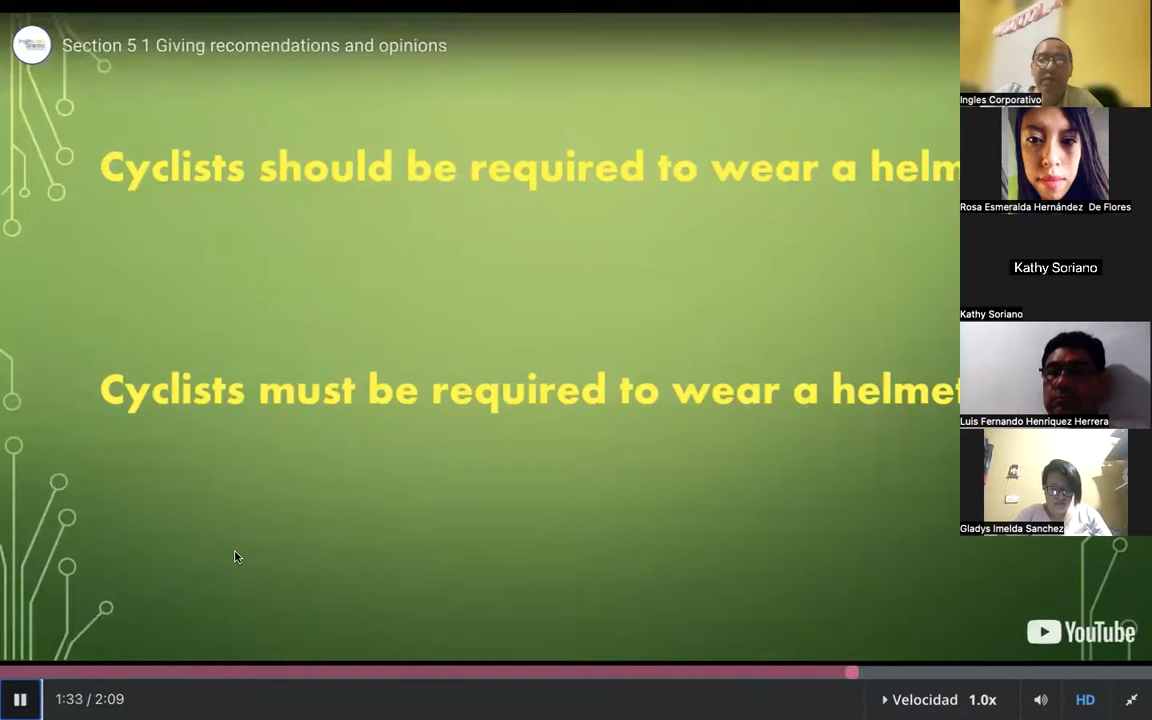 Section 5 1 Giving recomendations and opinions
Cyclists should be required to wear a helm
Cyclists must be required to wear a helmet
Ingles Corporativo
Rosa Esmeralda Hernández De Flores
Kathy Soriano
Kathy Soriano
Luis Fernando Henriquez Herrera
Gladys Imelda Sanchez
YouTube
1:33 / 2:09
Velocidad 1.0x
HD